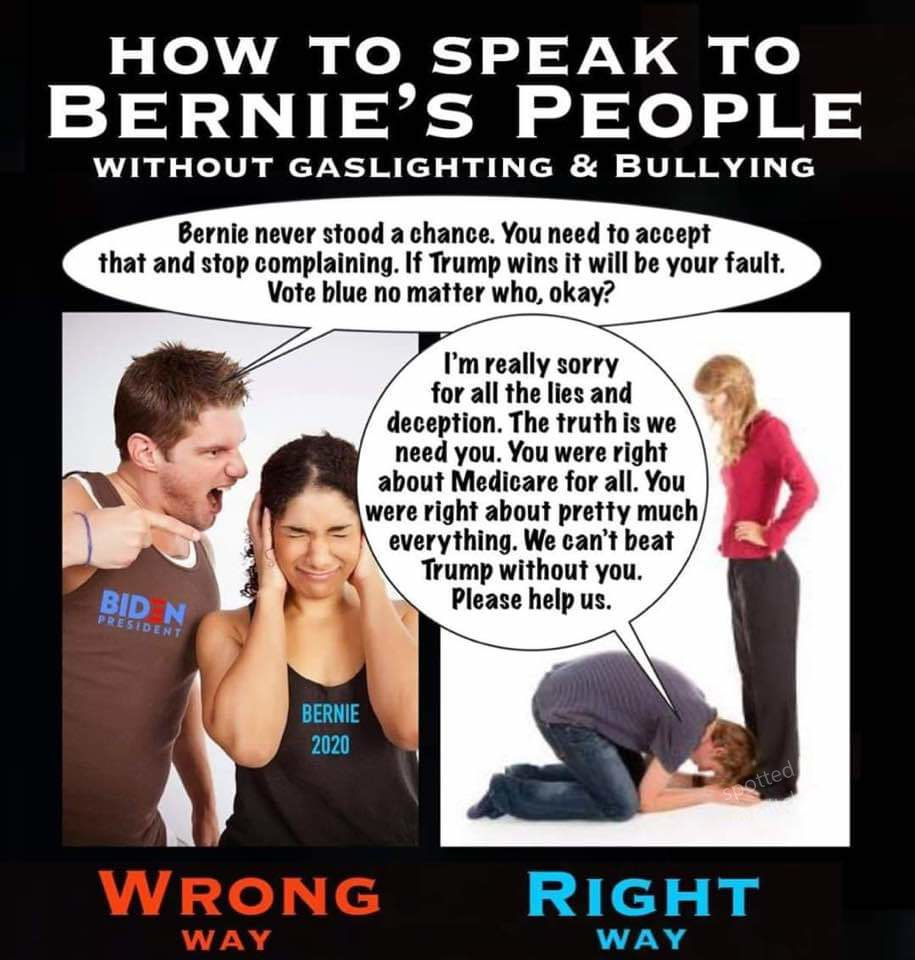 HOW TO SPEAK TO
BERNIE'S PEOPLE
WITHOUT GASLIGHTING & BULLYING
Bernie never stood a chance. You need to accept
that and stop complaining. If Trump wins it will be your fault.
Vote blue no matter who, okay?
I'm really sorry
for all the lies and
deception. The truth is we
need you. You were right
about Medicare for all. You
were right about pretty much
everything. We can't beat
Trump without you.
Please help us.
BIDEN
PRESIDENT
BERNIE
2020
spotted
WRONG
WAY
RIGHT
WAY